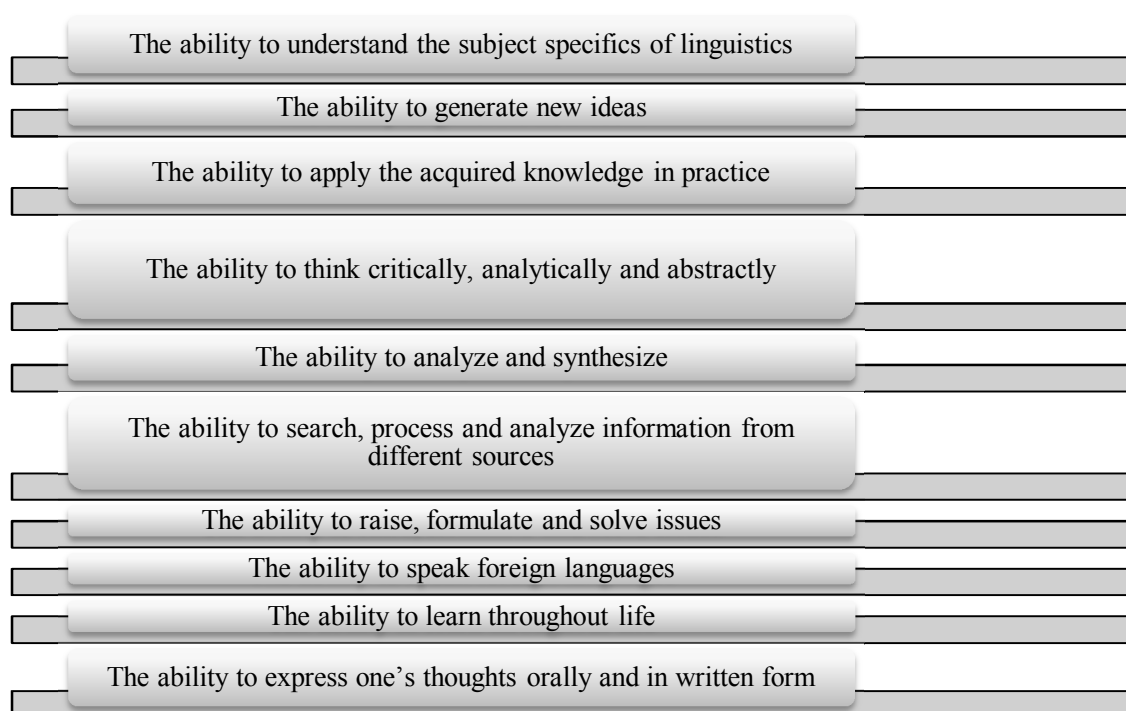 The ability to understand the subject specifics of linguistics
The ability to generate new ideas
The ability to apply the acquired knowledge in practice
The ability to think critically, analytically and abstractly
The ability to analyze and synthesize
The ability to search, process and analyze information from
different sources
The ability to raise, formulate and solve issues
The ability to speak foreign languages
The ability to learn throughout life
The ability to express one’s thoughts orally and in written form